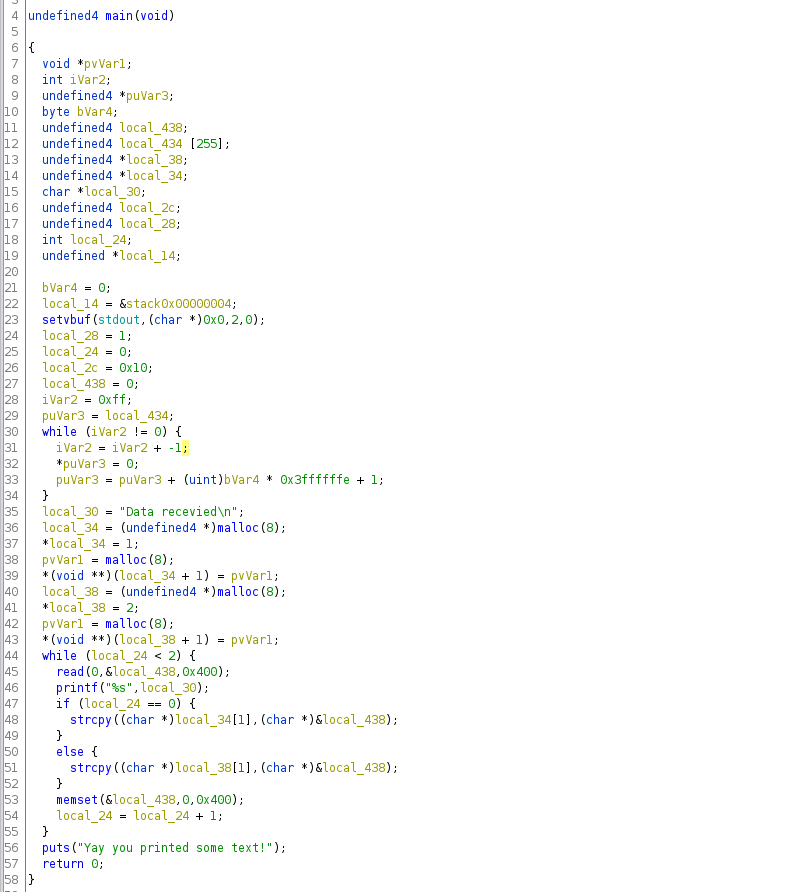 4 undefined4 main(void)
5
6 {
7 void *pvVar1;
8 int iVar2;
9 undefined4 *puVar3;
10 byte bVar4;
11 undefined4 local_438;
12 undefined4 local_434 [255];
13 undefined4 *local_38;
14 undefined4 *local_34;
15 char *local_30;
16 undefined4 local_2c;
17 undefined4 local_28;
18 int local_24;
19 undefined *local_14;
20
21 bVar4 = 0;
22 local_14 = &stack0x00000004;
23 setvbuf(stdout,(char *)0x0,2,0);
24 local_28 = 1;
25 local_24 = 0;
26 local_2c = 0x10;
27 local_438 = 0;
28 iVar2 = 0xff;
29 puVar3 = local_434;
30 while (iVar2 != 0) {
31 iVar2 = iVar2 + -1;
32 *puVar3 = 0;
33 puVar3 = puVar3 + (uint)bVar4 * 0x3ffffffe + 1;
34 }
35 local_30 = "Data recevied\n";
36 local_34 = (undefined4 *)malloc(8);
37 *local_34 = 1;
38 pvVar1 = malloc(8);
39 *(void **)(local_34 + 1) = pvVar1;
40 local_38 = (undefined4 *)malloc(8);
41 *local_38 = 2;
42 pvVar1 = malloc(8);
43 *(void **)(local_38 + 1) = pvVar1;
44 while (local_24 < 2) {
45 read(0,&local_438,0x400);
46 printf("%s",local_30);
47 if (local_24 == 0) {
48 strcpy((char *)local_34[1],(char *)&local_438);
49 }
50 else {
51 strcpy((char *)local_38[1],(char *)&local_438);
52 }
53 memset(&local_438,0,0x400);
54 local_24 = local_24 + 1;
55 }
56 puts("Yay you printed some text!");
57 return 0;
58 }